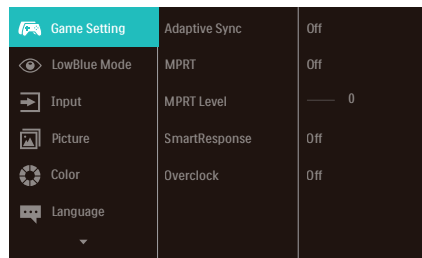 Game Setting Adaptive Sync Off
LowBlue Mode MPRT Off
Input MPRT Level 0
Picture SmartResponse Off
Color Overclock Off
Language